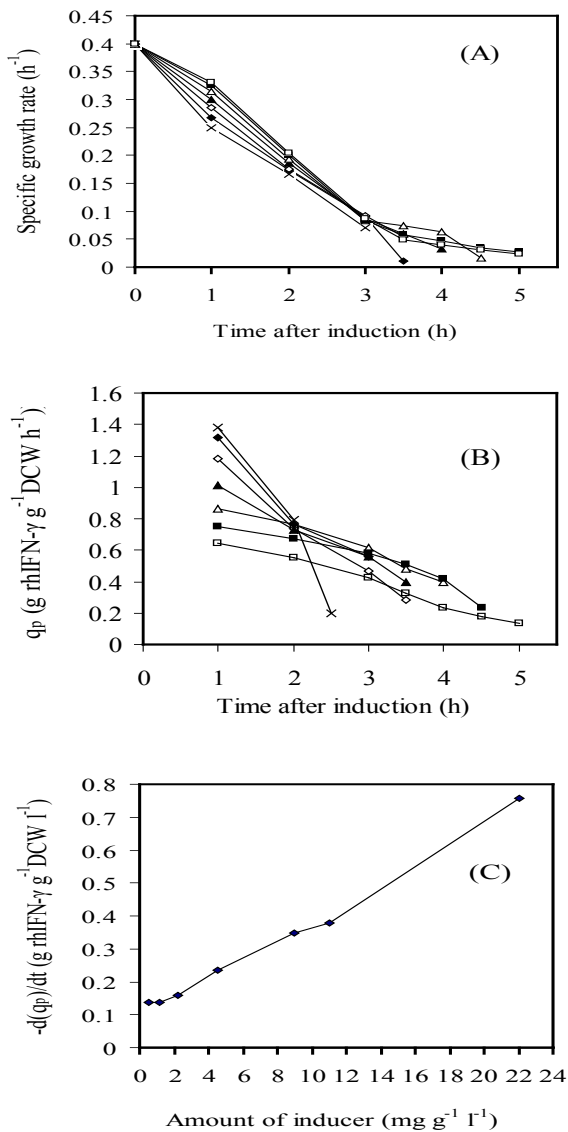 Specific growth rate (h-1)
0.45
0.4
0.35
0.3
0.25
0.2
0.15
0.1
0.05
0
(A)
0 1 2 3 4 5
Time after induction (h)
qp (g rhIFN-γ g-1DCW h-1)
1.6
1.4
1.2
1
0.8
0.6
0.4
0.2
0
(B)
0 1 2 3 4 5
Time after induction (h)
-d(qp)/dt (g rhIFN-γ g-1DCW l-1)
0.8
0.7
0.6
0.5
0.4
0.3
0.2
0.1
0
(C)
0 2 4 6 8 10 12 14 16 18 20 22 24
Amount of inducer (mg g-1 l-1)